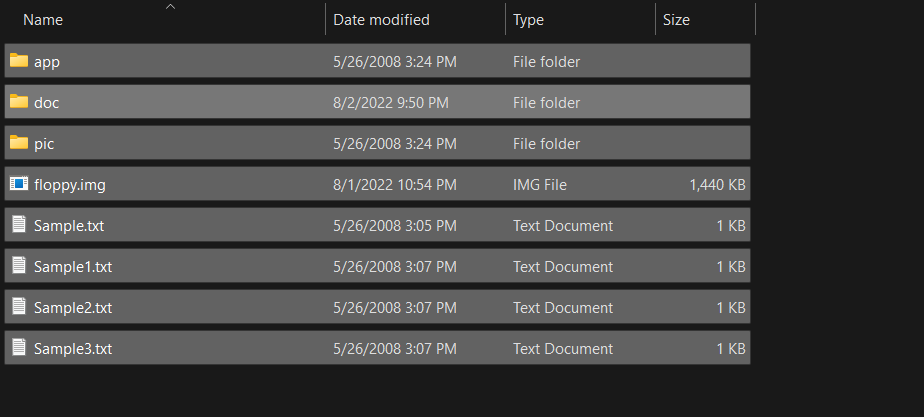 Name Date modified Type Size
app 5/26/2008 3:24 PM File folder
doc 8/2/2022 9:50 PM File folder
pic 5/26/2008 3:24 PM File folder
floppy.img 8/1/2022 10:54 PM IMG File 1,440 KB
Sample.txt 5/26/2008 3:05 PM Text Document 1 KB
Sample1.txt 5/26/2008 3:07 PM Text Document 1 KB
Sample2.txt 5/26/2008 3:07 PM Text Document 1 KB
Sample3.txt 5/26/2008 3:07 PM Text Document 1 KB